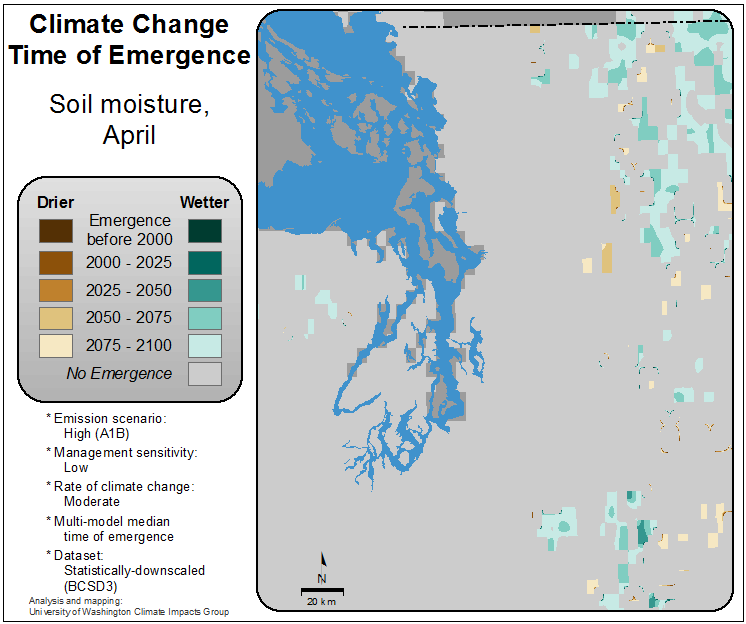 Climate Change
Time of Emergence
Soil moisture,
April
Drier
Wetter
Emergence
before 2000
2000 - 2025
2025 - 2050
2050 - 2075
2075 - 2100
No Emergence
* Emission scenario:
High (A1B)
* Management sensitivity:
Low
* Rate of climate change:
Moderate
* Multi-model median
time of emergence
* Dataset:
Statistically-downscaled
(BCSD3)
Analysis and mapping:
University of Washington Climate Impacts Group
N
20 km